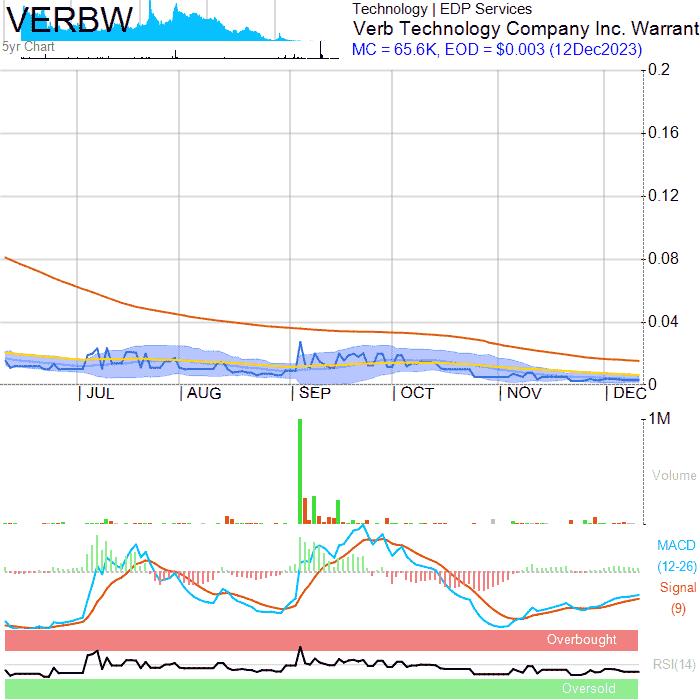 VERBW
Technology | EDP Services
Verb Technology Company Inc. Warrant
MC = 65.6K, EOD = $0.003 (12Dec2023)
5yr Chart
0.2
0.16
0.12
0.08
0.04
0
JUL AUG SEP OCT NOV DEC
1M
Volume
MACD
(12-26)
Signal
(9)
Overbought
RSI(14)
Oversold